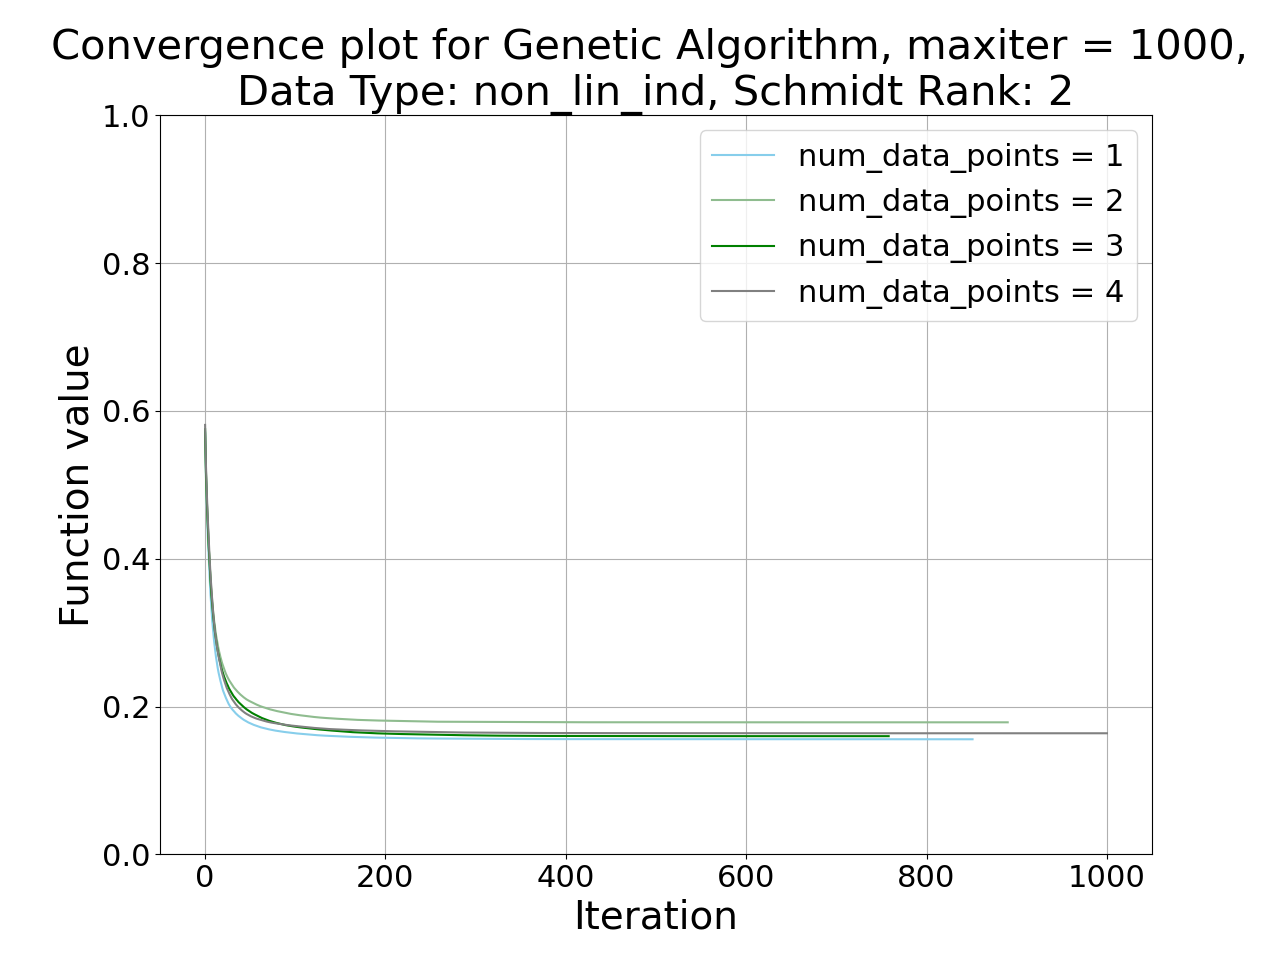 Convergence plot for Genetic Algorithm, maxiter = 1000,
Data Type: non_lin_ind, Schmidt Rank: 2
num_data_points = 1
num_data_points = 2
num_data_points = 3
num_data_points = 4
Function value
1.0
0.8
0.6
0.4
0.2
0.0
0 200 400 600 800 1000
Iteration